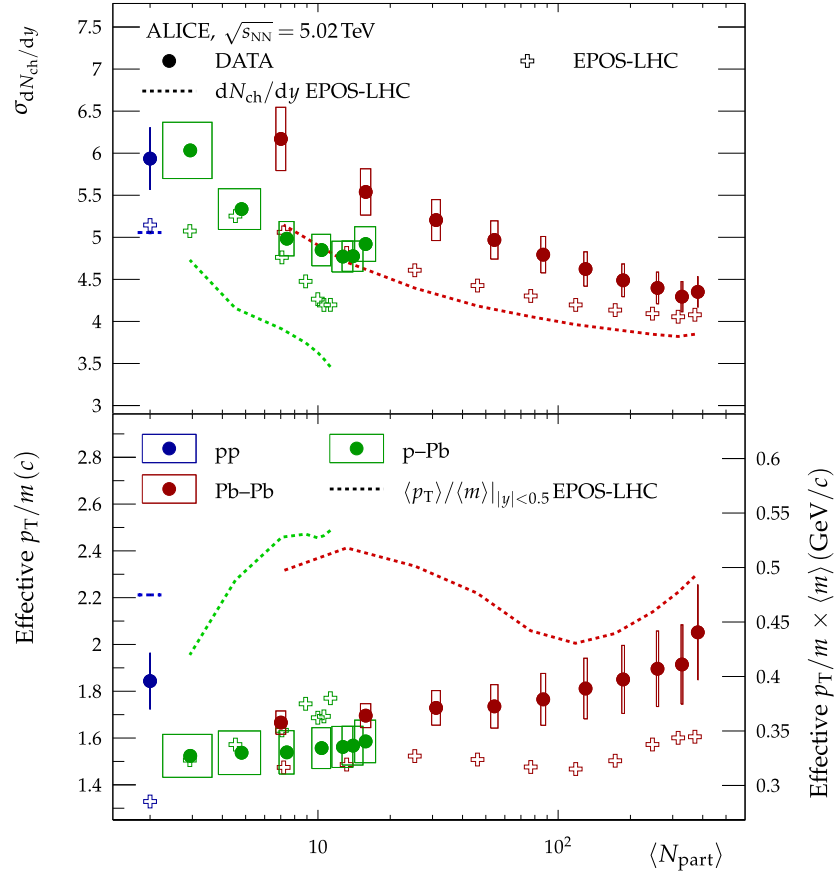 ALICE, √s_NN = 5.02 TeV
DATA
EPOS-LHC
dN_ch/dy EPOS-LHC
σ_dN_ch/dy
7.5
7
6.5
6
5.5
5
4.5
4
3.5
3
pp
p–Pb
Pb–Pb
⟨p_T⟩/⟨m⟩|_|y|<0.5 EPOS-LHC
Effective p_T/m (c)
2.8
2.6
2.4
2.2
2
1.8
1.6
1.4
0.6
0.55
0.5
0.45
0.4
0.35
0.3
Effective p_T/m × ⟨m⟩ (GeV/c)
10
10²
⟨N_part⟩